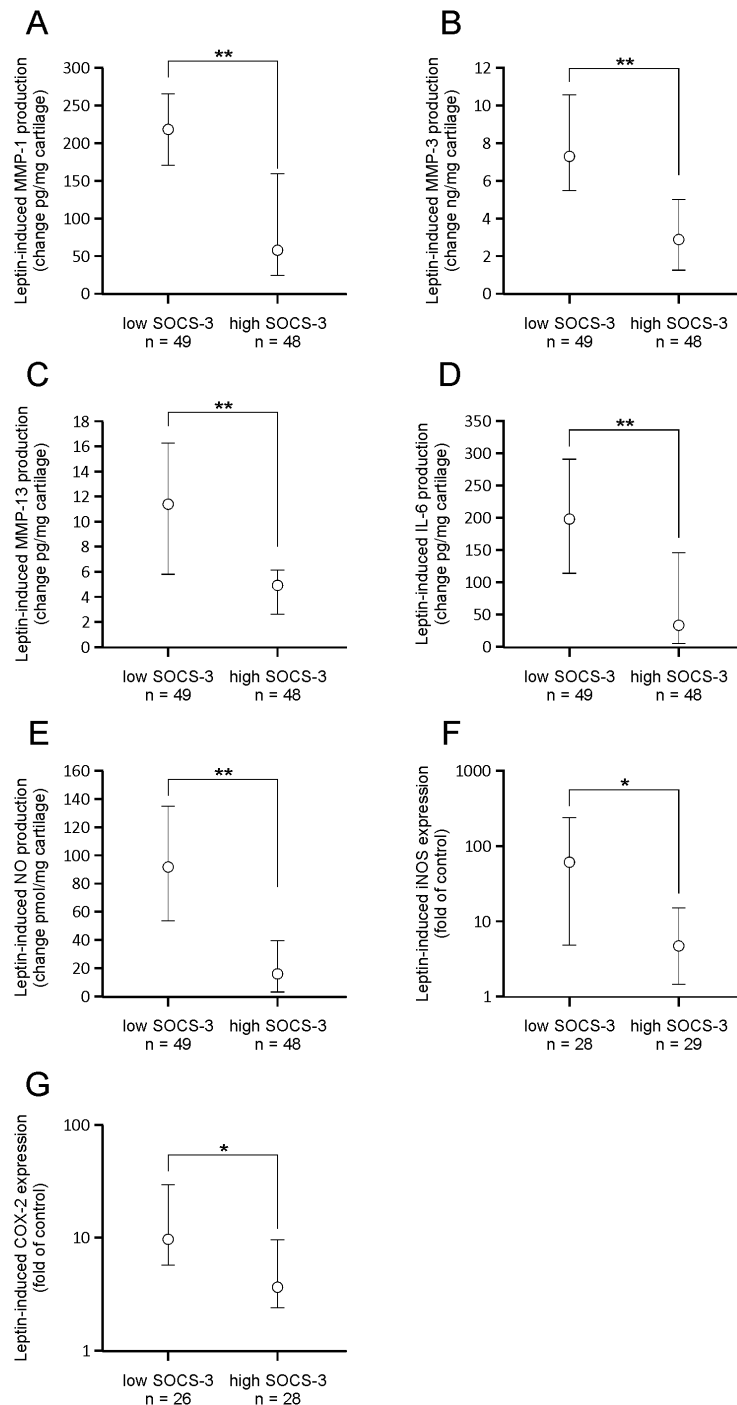 A
Leptin-induced MMP-1 production
(change pg/mg cartilage)
300
250
200
150
100
50
0
**
low SOCS-3
n = 49
high SOCS-3
n = 48
B
Leptin-induced MMP-3 production
(change ng/mg cartilage)
12
10
8
6
4
2
0
**
low SOCS-3
n = 49
high SOCS-3
n = 48
C
Leptin-induced MMP-13 production
(change pg/mg cartilage)
18
16
14
12
10
8
6
4
2
0
**
low SOCS-3
n = 49
high SOCS-3
n = 48
D
Leptin-induced IL-6 production
(change pg/mg cartilage)
350
300
250
200
150
100
50
0
**
low SOCS-3
n = 49
high SOCS-3
n = 48
E
Leptin-induced NO production
(change pmol/mg cartilage)
160
140
120
100
80
60
40
20
0
**
low SOCS-3
n = 49
high SOCS-3
n = 48
F
Leptin-induced iNOS expression
(fold of control)
1000
100
10
1
*
low SOCS-3
n = 28
high SOCS-3
n = 29
G
Leptin-induced COX-2 expression
(fold of control)
100
10
1
*
low SOCS-3
n = 26
high SOCS-3
n = 28